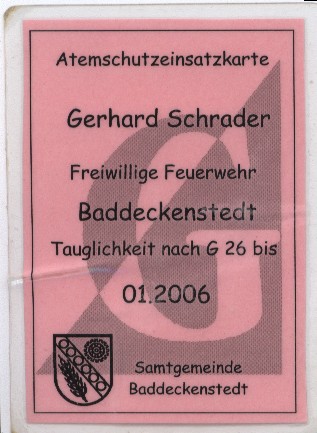 Atemschutzeinsatzkarte
Gerhard Schrader
Freiwillige Feuerwehr
Baddeckenstedt
Tauglichkeit nach G 26 bis
01.2006
Samtgemeinde
Baddeckenstedt